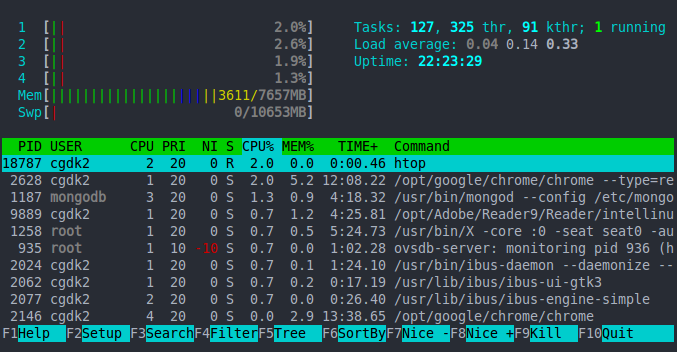 1 [|| 2.0%] Tasks: 127, 325 thr, 91 kthr; 1 running
2 [|| 2.6%] Load average: 0.04 0.14 0.33
3 [|| 1.9%] Uptime: 22:23:29
4 [|| 1.3%]
Mem[|||||||||||||||||||||3611/7657MB]
Swp[| 0/10653MB]
PID USER CPU PRI NI S CPU% MEM% TIME+ Command
18787 cgdk2 2 20 0 R 2.0 0.0 0:00.46 htop
2628 cgdk2 1 20 0 S 2.0 5.2 12:08.22 /opt/google/chrome/chrome --type=re
1187 mongodb 3 20 0 S 1.3 0.9 4:18.32 /usr/bin/mongod --config /etc/mongo
9889 cgdk2 1 20 0 S 0.7 1.2 4:25.81 /opt/Adobe/Reader9/Reader/intellinu
1258 root 1 20 0 S 0.7 0.5 5:24.73 /usr/bin/X -core :0 -seat seat0 -au
935 root 1 10 -10 S 0.7 0.0 1:02.28 ovsdb-server: monitoring pid 936 (h
2024 cgdk2 1 20 0 S 0.7 0.1 1:24.10 /usr/bin/ibus-daemon --daemonize --
2062 cgdk2 1 20 0 S 0.7 0.2 0:17.19 /usr/lib/ibus/ibus-ui-gtk3
2077 cgdk2 2 20 0 S 0.7 0.0 0:26.40 /usr/lib/ibus/ibus-engine-simple
2146 cgdk2 4 20 0 S 0.0 2.9 13:38.65 /opt/google/chrome/chrome
F1Help F2Setup F3SearchF4FilterF5Tree F6SortByF7Nice -F8Nice +F9Kill F10Quit